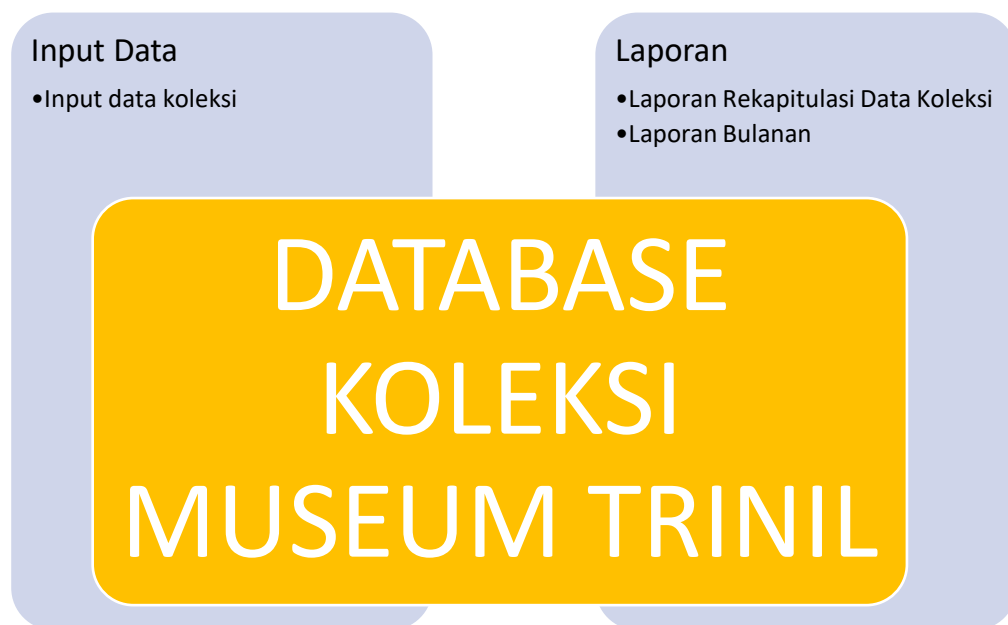 Input Data
•Input data koleksi
Laporan
•Laporan Rekapitulasi Data Koleksi
•Laporan Bulanan
DATABASE
KOLEKSI
MUSEUM TRINIL